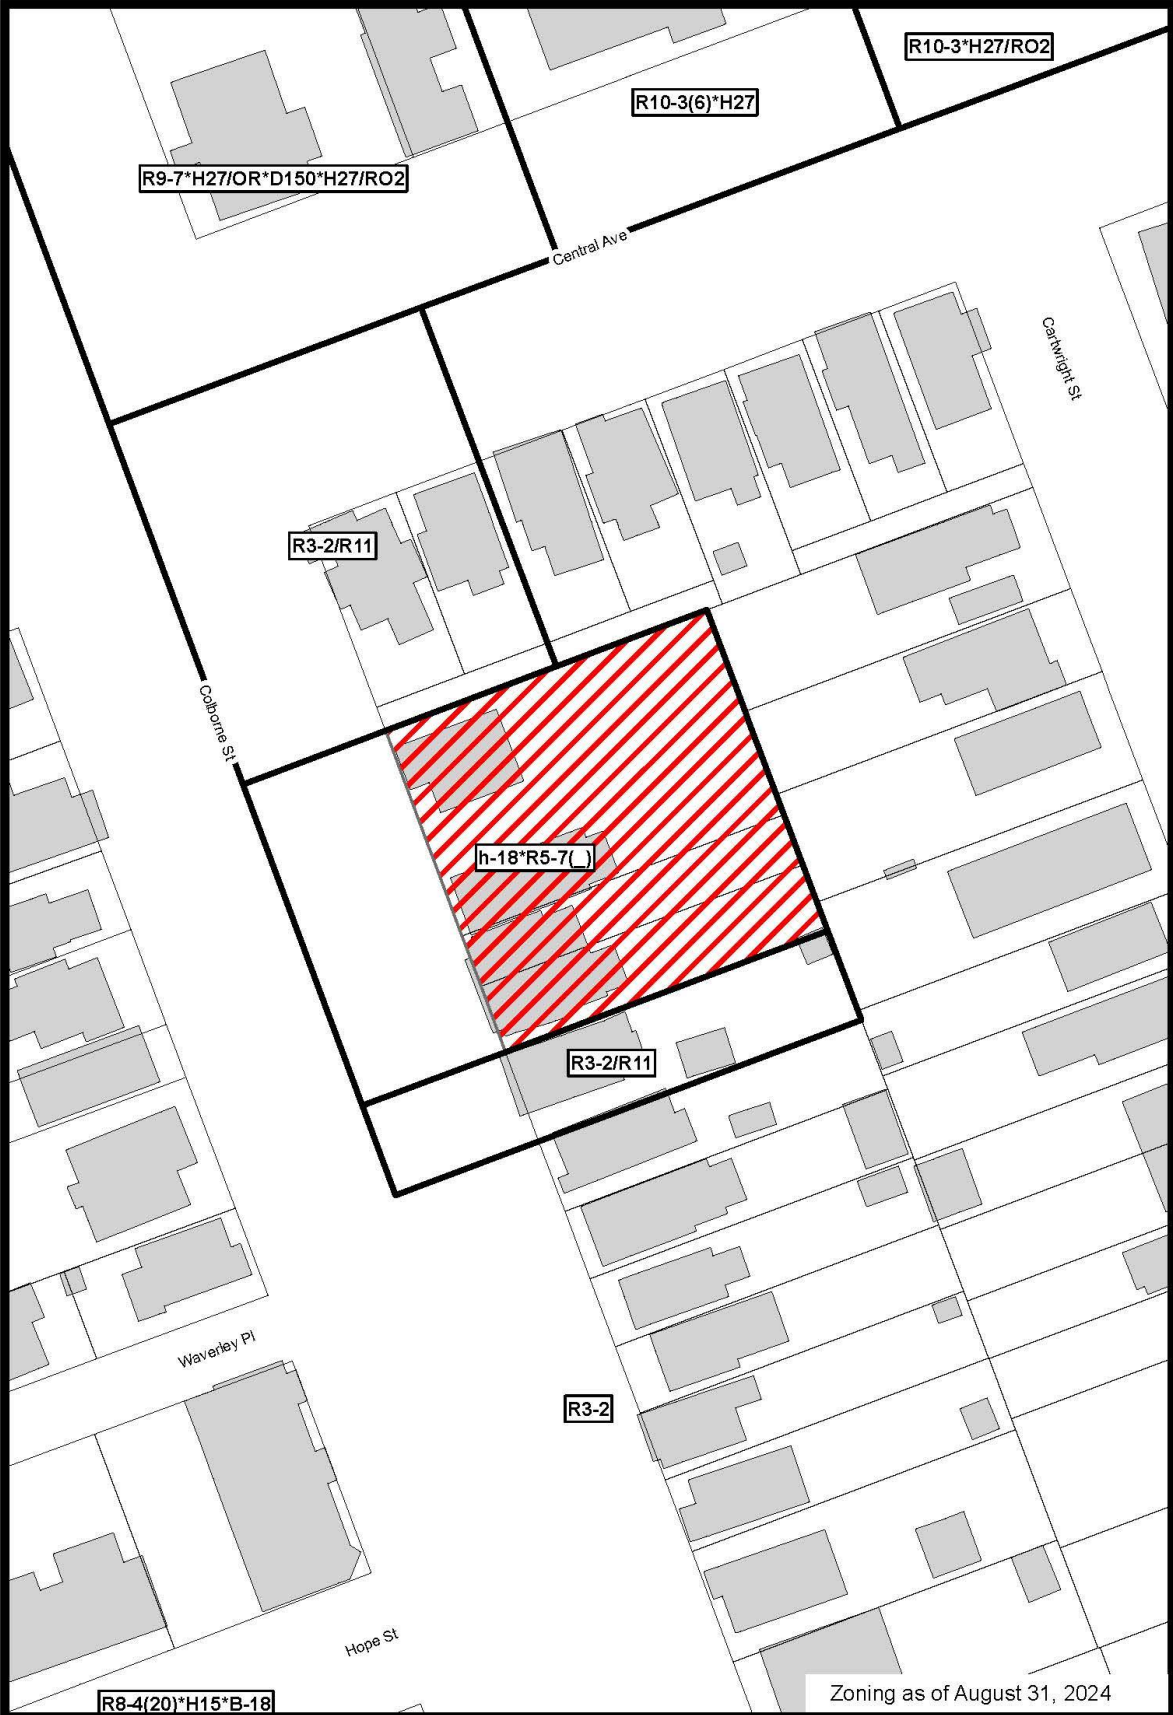 R10-3*H27/RO2
R10-3(6)*H27
R9-7*H27/OR*D150*H27/RO2
Central Ave
Cartwright St
R3-2/R11
Colborne St
h-18*R5-7(_)
R3-2/R11
Waverley Pl
R3-2
Hope St
Zoning as of August 31, 2024
R8-4(20)*H15*B-18